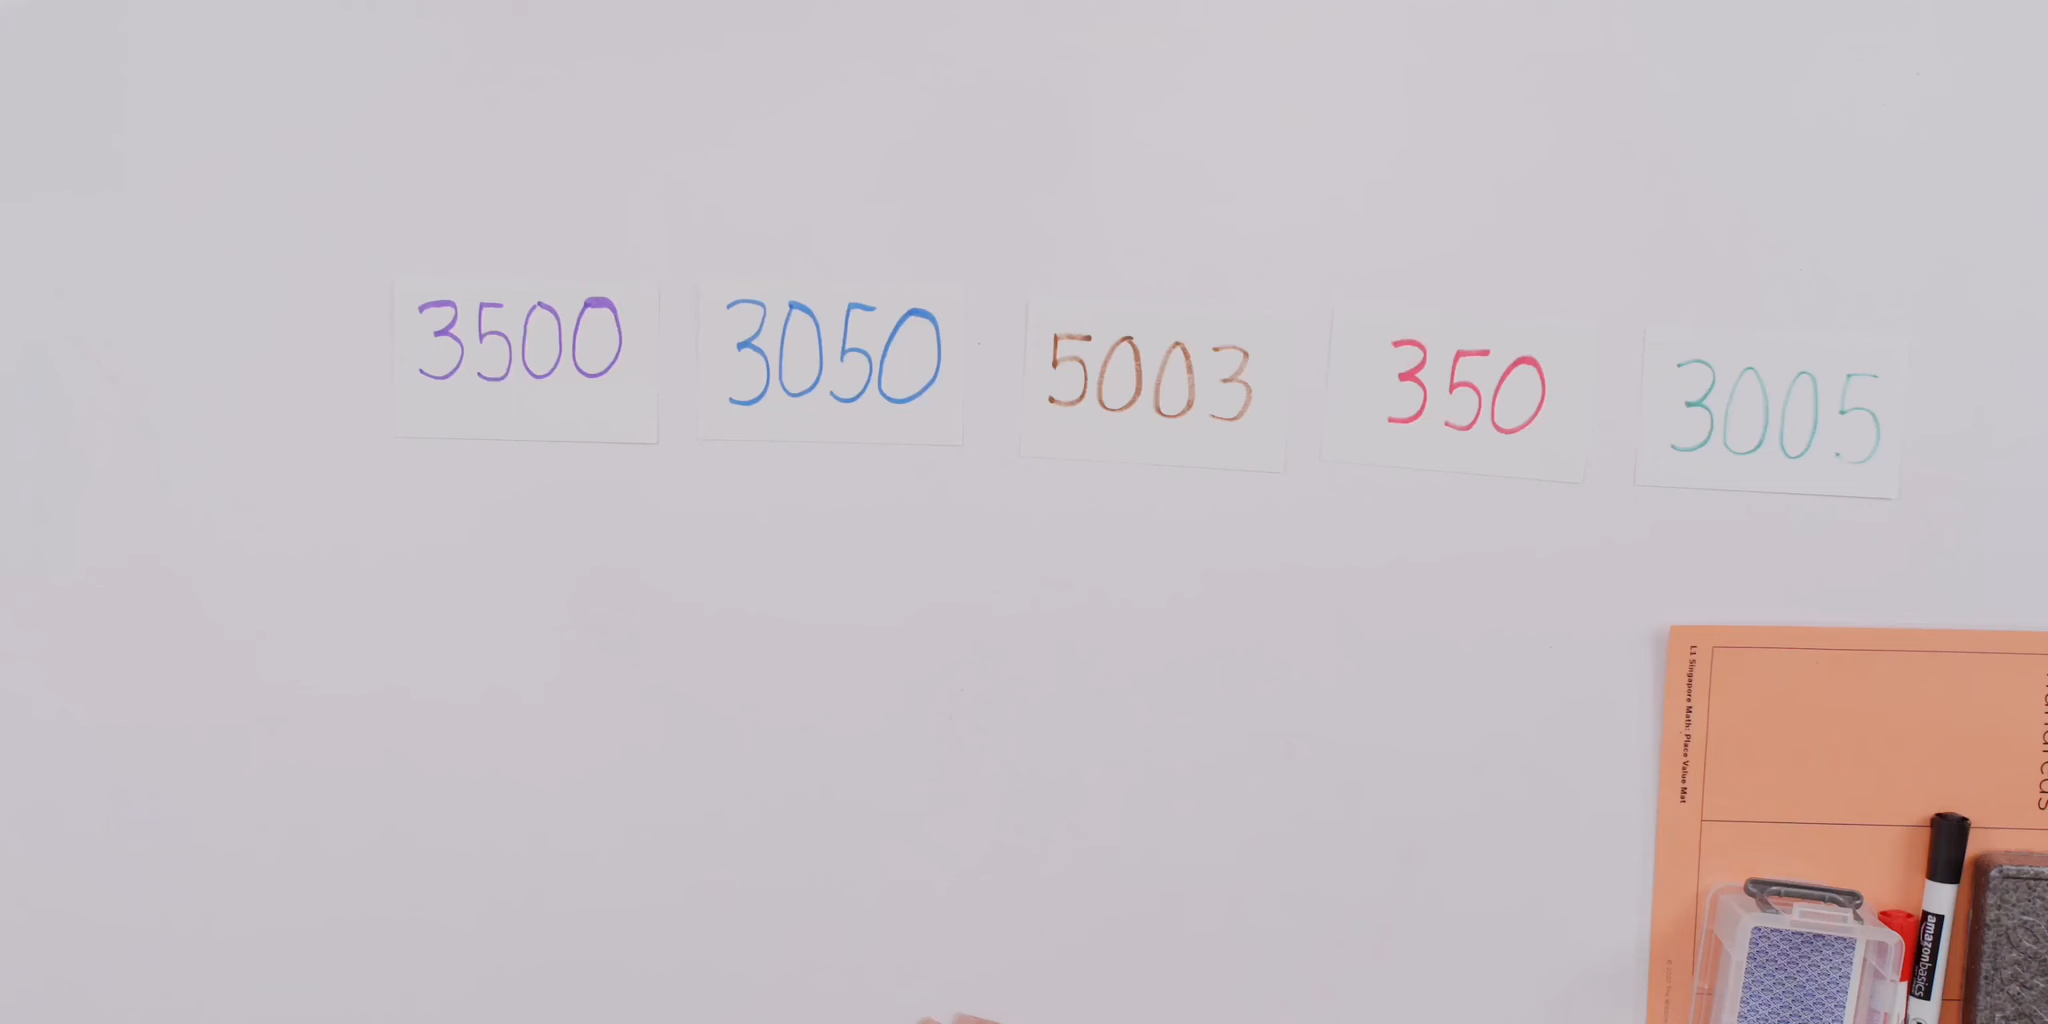 3500 3050 5003 350 3005
L1 Singapore Math: Place Value Mat
amazonbasics